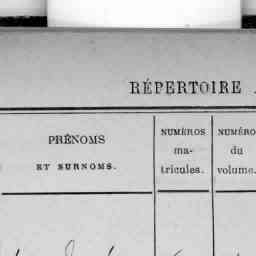 RÉPERTOIRE
PRÉNOMS
ET SURNOMS.
NUMÉROS
ma-
tricules.
NUMÉRO
du
volume.